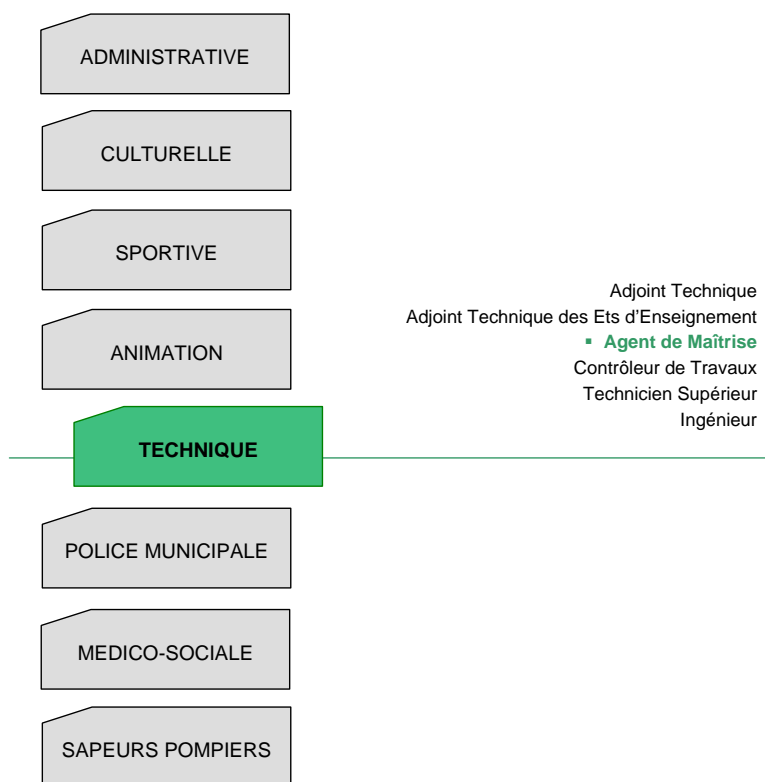 ADMINISTRATIVE
CULTURELLE
SPORTIVE
ANIMATION
Adjoint Technique
Adjoint Technique des Ets d'Enseignement
▪ Agent de Maîtrise
Contrôleur de Travaux
Technicien Supérieur
Ingénieur
TECHNIQUE
POLICE MUNICIPALE
MEDICO-SOCIALE
SAPEURS POMPIERS